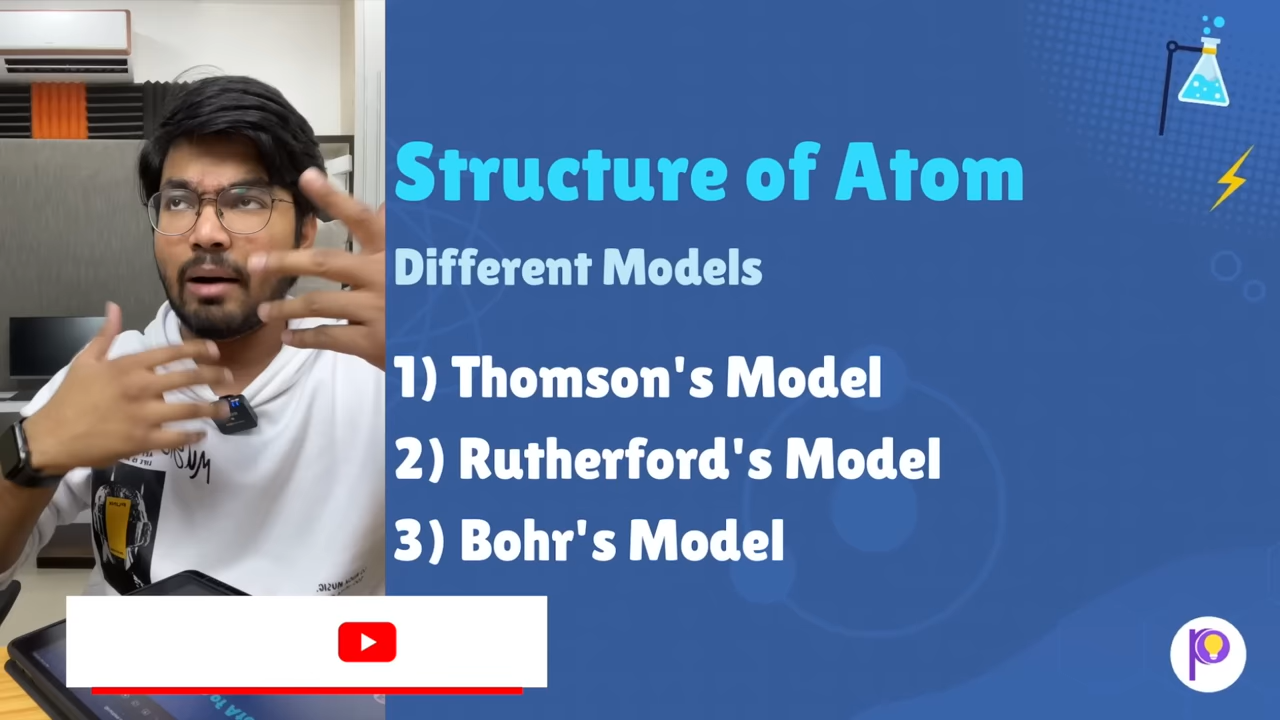 Structure of Atom
Different Models
1) Thomson's Model
2) Rutherford's Model
3) Bohr's Model